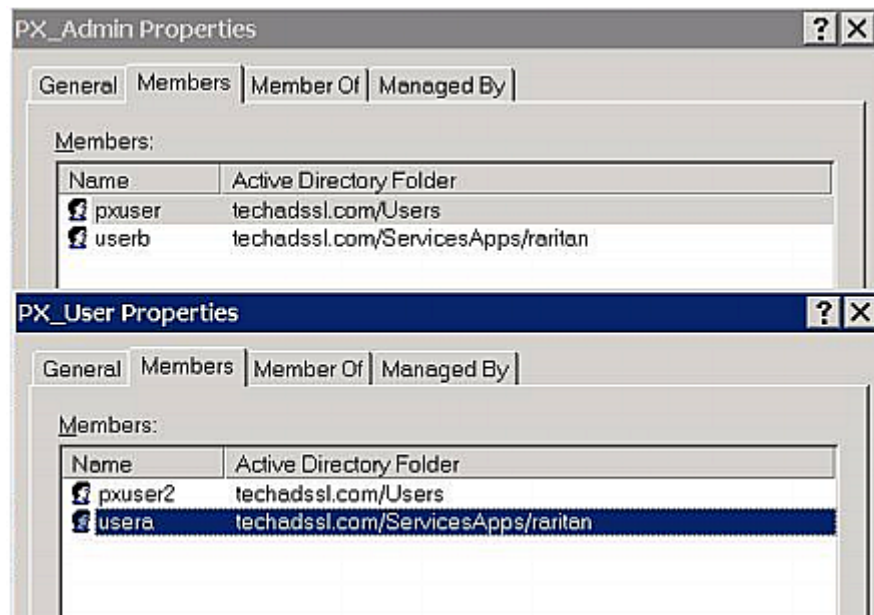 PX_Admin Properties
General Members Member Of Managed By
Members:
Name Active Directory Folder
pxuser techadssl.com/Users
userb techadssl.com/ServicesApps/raritan
PX_User Properties
General Members Member Of Managed By
Members:
Name Active Directory Folder
pxuser2 techadssl.com/Users
usera techadssl.com/ServicesApps/raritan